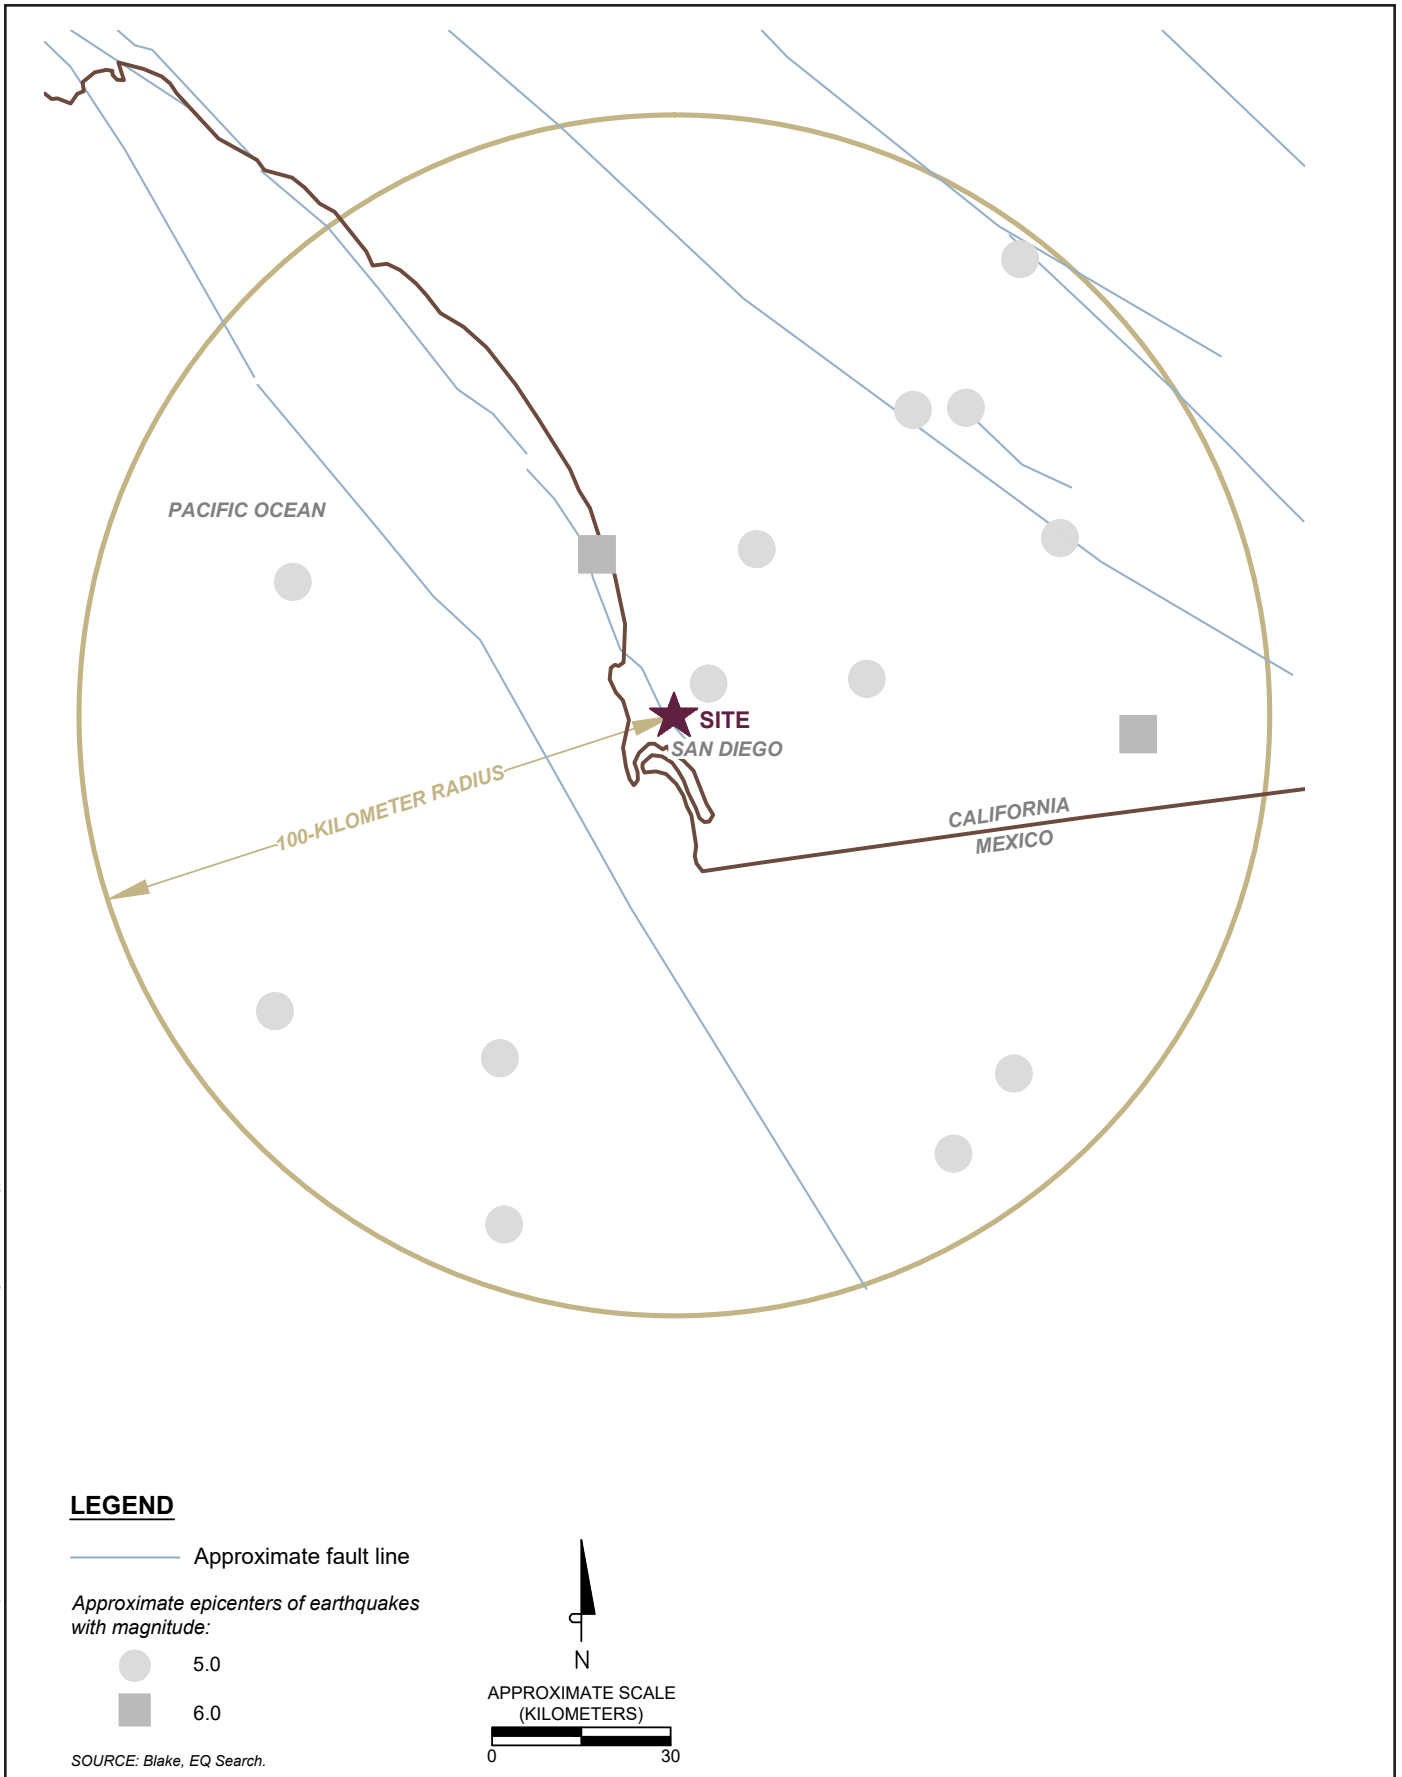 PACIFIC OCEAN
SITE
SAN DIEGO
100-KILOMETER RADIUS
CALIFORNIA
MEXICO
LEGEND
Approximate fault line
Approximate epicenters of earthquakes
with magnitude:
5.0
6.0
SOURCE: Blake, EQ Search.
N
APPROXIMATE SCALE
(KILOMETERS)
0 30